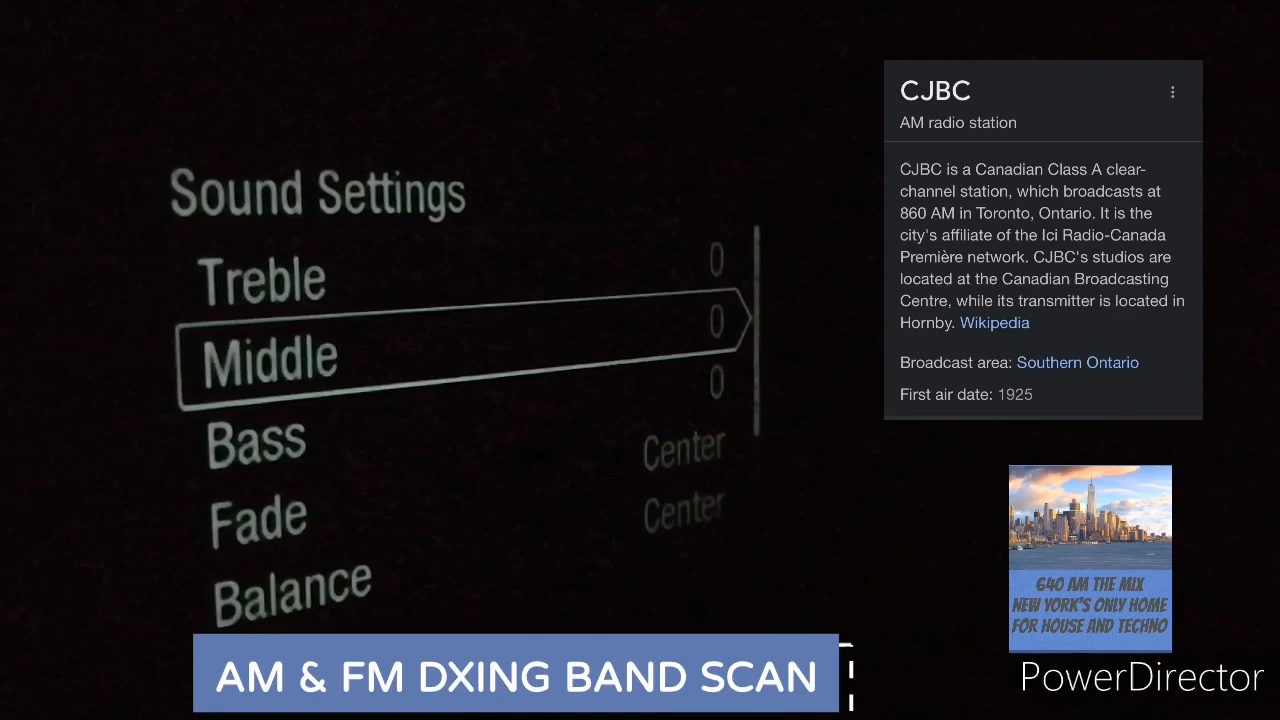 Sound Settings
Treble 0
Middle 0
Bass 0
Fade Center
Balance Center
CJBC
AM radio station
CJBC is a Canadian Class A clear-
channel station, which broadcasts at
860 AM in Toronto, Ontario. It is the
city's affiliate of the Ici Radio-Canada
Première network. CJBC's studios are
located at the Canadian Broadcasting
Centre, while its transmitter is located in
Hornby. Wikipedia
Broadcast area: Southern Ontario
First air date: 1925
640 AM THE MIX
NEW YORK'S ONLY HOME
FOR HOUSE AND TECHNO
AM & FM DXING BAND SCAN
PowerDirector